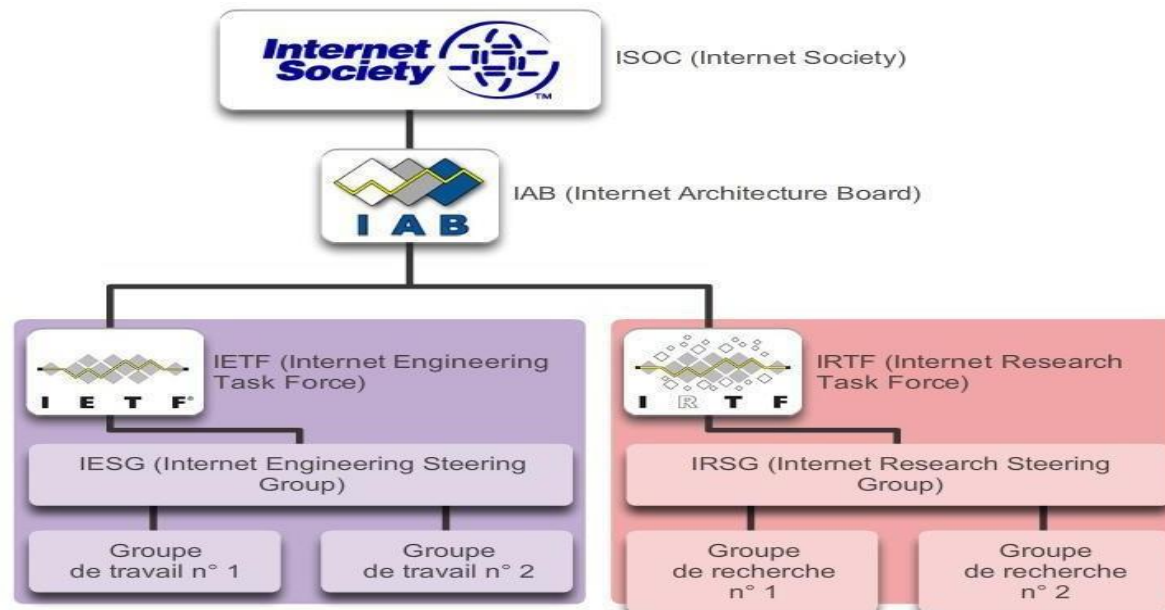 Internet
Society
TM
ISOC (Internet Society)
IAB
IAB (Internet Architecture Board)
IETF®
IETF (Internet Engineering
Task Force)
IRTF
IRTF (Internet Research
Task Force)
IESG (Internet Engineering Steering
Group)
IRSG (Internet Research Steering
Group)
Groupe
de travail n° 1
Groupe
de travail n° 2
Groupe
de recherche
n° 1
Groupe
de recherche
n° 2